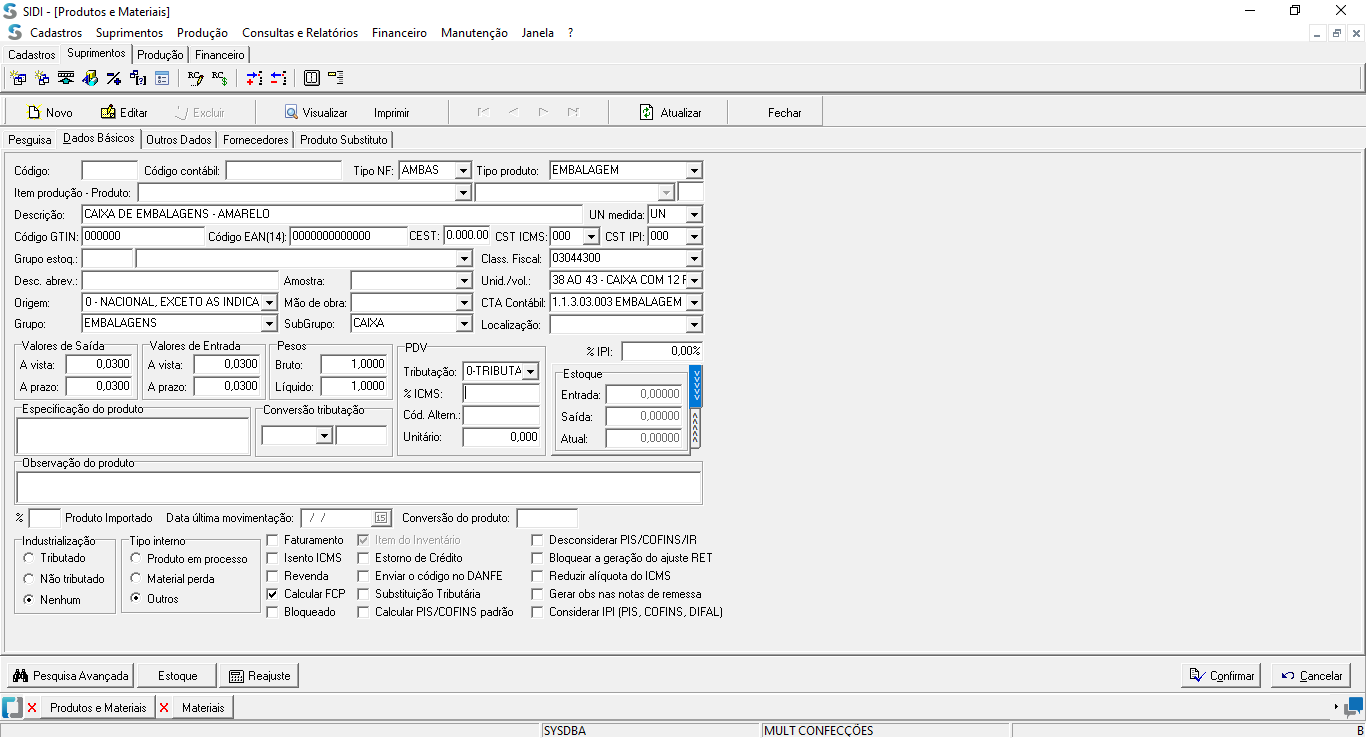 SIDI - [Produtos e Materiais]
Cadastros Suprimentos Produção Consultas e Relatórios Financeiro Manutenção Janela ?
Cadastros Suprimentos Produção Financeiro
Novo Editar Excluir Visualizar Imprimir Atualizar Fechar
Pesquisa Dados Básicos Outros Dados Fornecedores Produto Substituto
Código: Código contábil: Tipo NF: AMBAS Tipo produto: EMBALAGEM
Item produção - Produto:
Descrição: CAIXA DE EMBALAGENS - AMARELO UN medida: UN
Código GTIN: 000000 Código EAN(14): 0000000000000 CEST: 0.000.00 CST ICMS: 000 CST IPI: 000
Grupo estoq.: Class. Fiscal: 03044300
Desc. abrev.: Amostra: Unid./vol.: 38 AO 43 - CAIXA COM 12 F
Origem: 0 - NACIONAL, EXCETO AS INDICA Mão de obra: CTA Contábil: 1.1.3.03.003 EMBALAGEM
Grupo: EMBALAGENS SubGrupo: CAIXA Localização:
Valores de Saída Valores de Entrada Pesos PDV % IPI: 0,00%
A vista: 0,0300 A vista: 0,0300 Bruto: 1,0000 Tributação: 0-TRIBUTA Estoque
A prazo: 0,0300 A prazo: 0,0300 Líquido: 1,0000 % ICMS: Entrada: 0,00000
Especificação do produto Conversão tributação Cód. Altern.: Saída: 0,00000
Unitário: 0,000 Atual: 0,00000
Observação do produto
% Produto Importado Data última movimentação: / / 15 Conversão do produto:
Industrialização Tipo interno Faturamento Item do Inventário Desconsiderar PIS/COFINS/IR
Tributado Produto em processo Isento ICMS Estorno de Crédito Bloquear a geração do ajuste RET
Não tributado Material perda Revenda Enviar o código no DANFE Reduzir alíquota do ICMS
Nenhum Outros Calcular FCP Substituição Tributária Gerar obs nas notas de remessa
Bloqueado Calcular PIS/COFINS padrão Considerar IPI (PIS, COFINS, DIFAL)
Pesquisa Avançada Estoque Reajuste Confirmar Cancelar
Produtos e Materiais Materiais
SYSDBA MULT CONFECÇÕES B